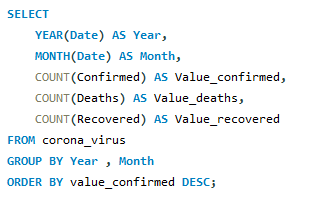 SELECT
YEAR(Date) AS Year,
MONTH(Date) AS Month,
COUNT(Confirmed) AS Value_confirmed,
COUNT(Deaths) AS Value_deaths,
COUNT(Recovered) AS Value_recovered
FROM corona_virus
GROUP BY Year , Month
ORDER BY value_confirmed DESC;